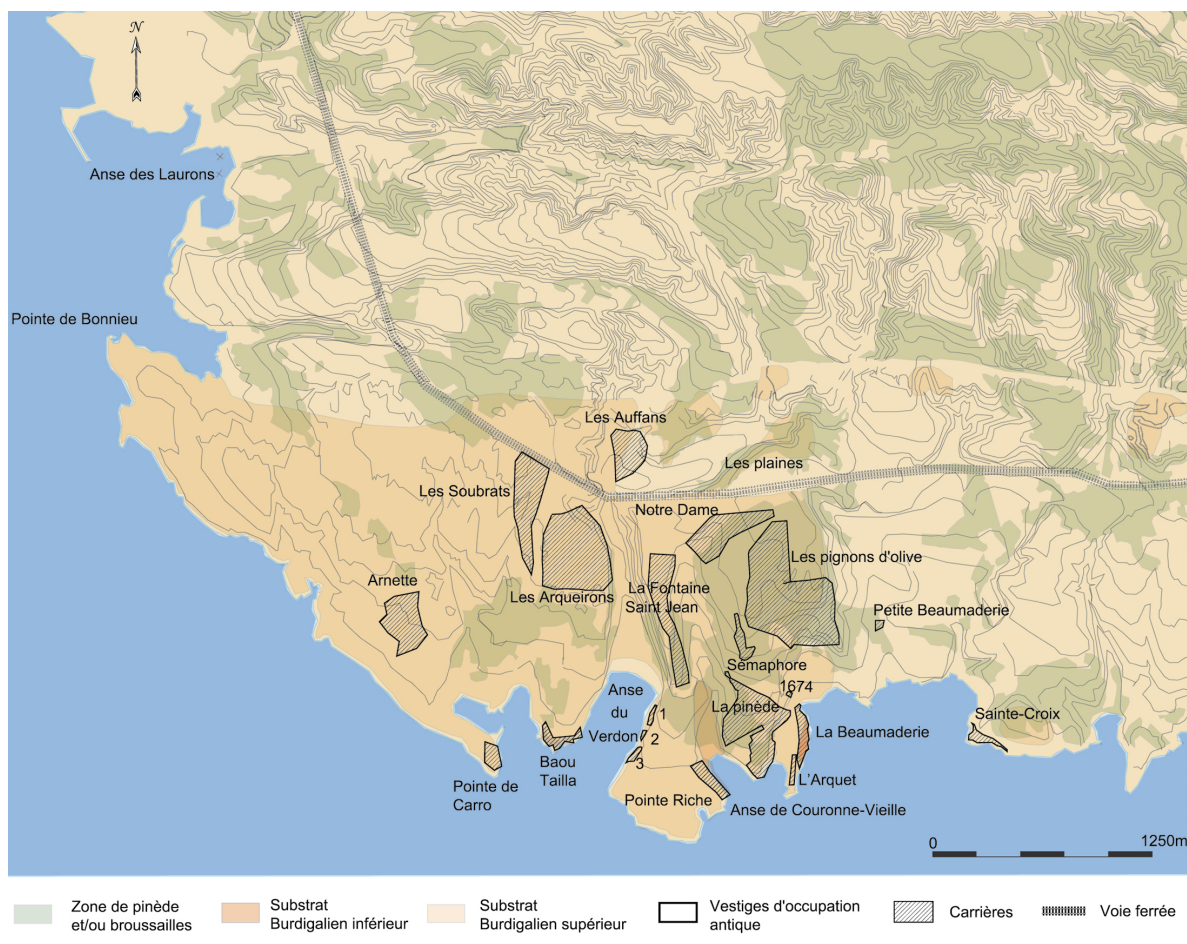 N
Anse des Laurons
Pointe de Bonnieu
Les Auffans
Les plaines
Les Soubrats
Notre Dame
Les pignons d'olive
Arnette
La Fontaine
Saint Jean
Les Arqueirons
Petite Beaumaderie
Sémaphore
1674
Anse
du
Verdon
1
2
3
La pinède
Sainte-Croix
La Beaumaderie
Baou
Tailla
L'Arquet
Pointe de
Carro
Pointe Riche
Anse de Couronne-Vieille
0 1250m
Zone de pinède
et/ou broussailles
Substrat
Burdigalien inférieur
Substrat
Burdigalien supérieur
Vestiges d'occupation
antique
Carrières
Voie ferrée